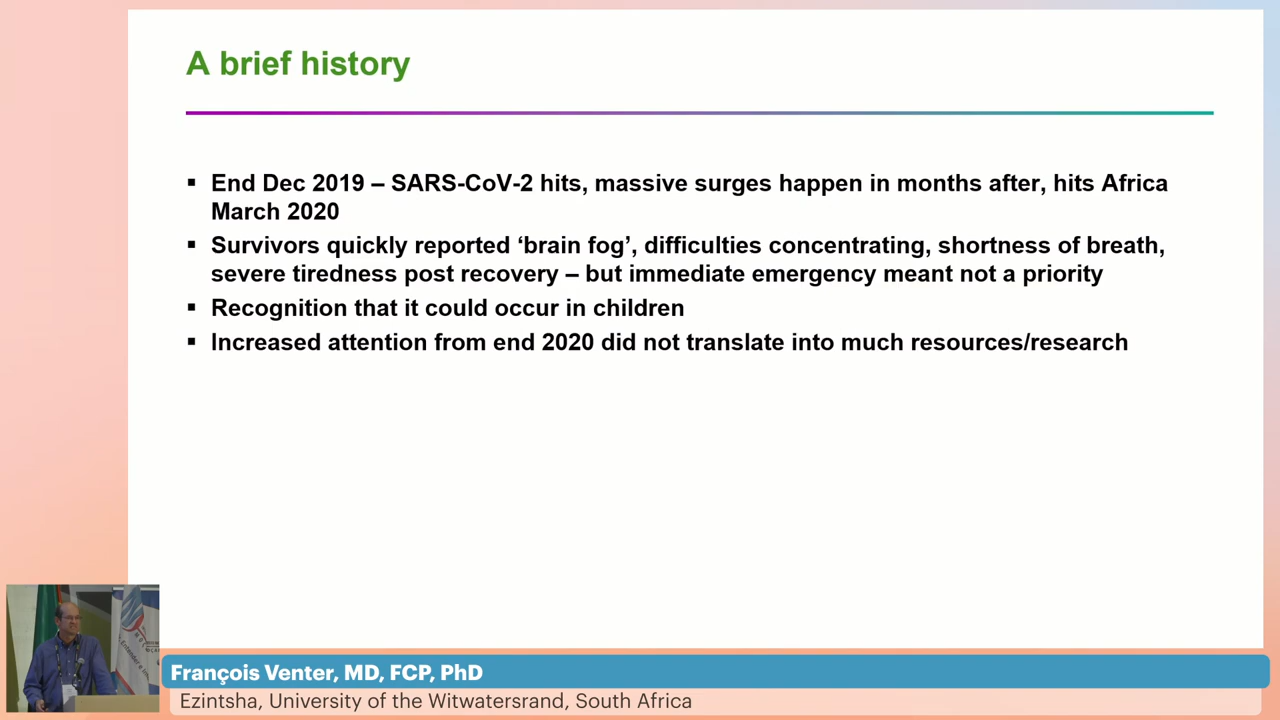 A brief history
▪ End Dec 2019 – SARS-CoV-2 hits, massive surges happen in months after, hits Africa
March 2020
▪ Survivors quickly reported ‘brain fog’, difficulties concentrating, shortness of breath,
severe tiredness post recovery – but immediate emergency meant not a priority
▪ Recognition that it could occur in children
▪ Increased attention from end 2020 did not translate into much resources/research
François Venter, MD, FCP, PhD
Ezintsha, University of the Witwatersrand, South Africa